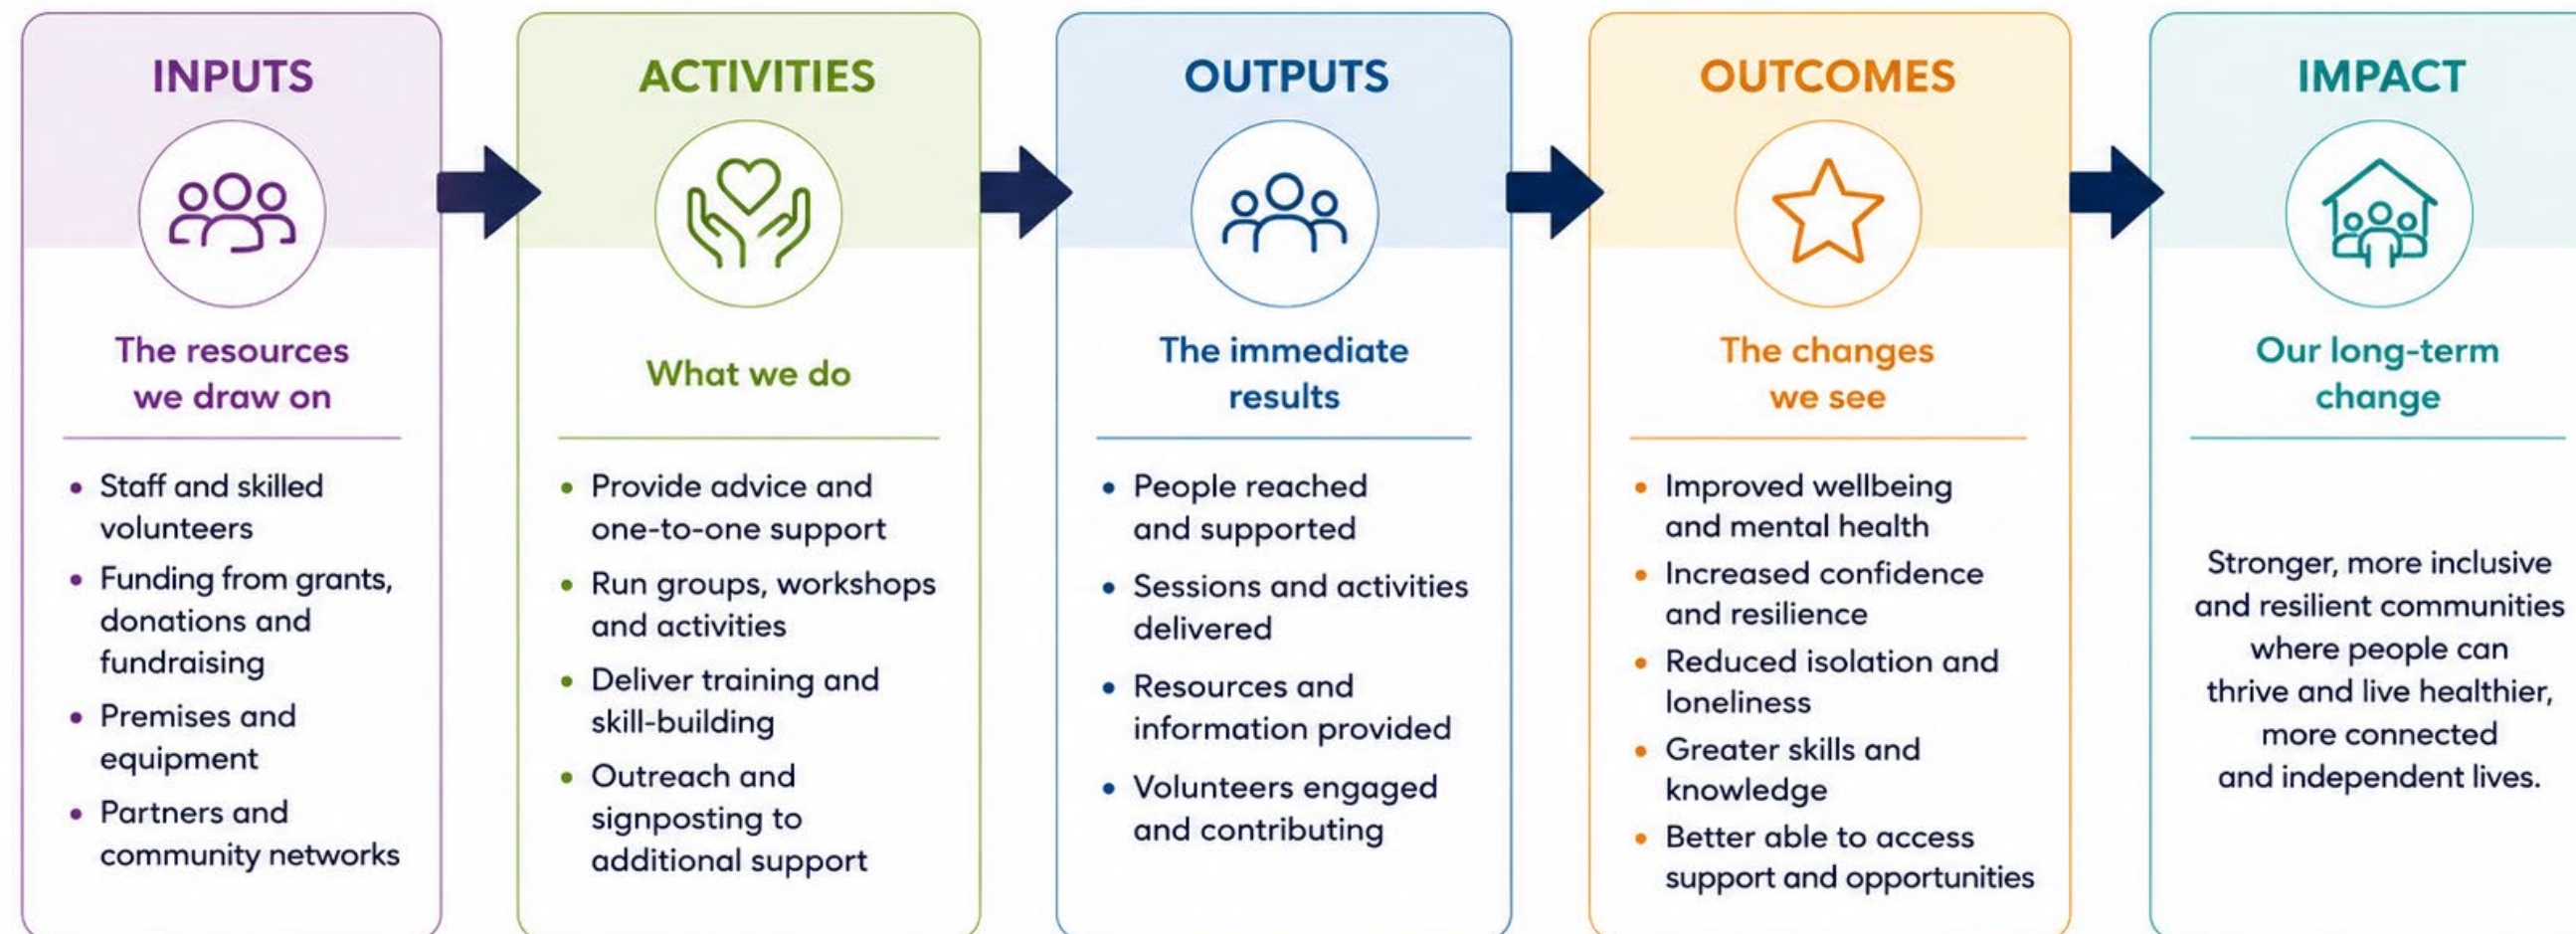 INPUTS
The resources
we draw on
• Staff and skilled
volunteers
• Funding from grants,
donations and
fundraising
• Premises and
equipment
• Partners and
community networks
ACTIVITIES
What we do
• Provide advice and
one-to-one support
• Run groups, workshops
and activities
• Deliver training and
skill-building
• Outreach and
signposting to
additional support
OUTPUTS
The immediate
results
• People reached
and supported
• Sessions and activities
delivered
• Resources and
information provided
• Volunteers engaged
and contributing
OUTCOMES
The changes
we see
• Improved wellbeing
and mental health
• Increased confidence
and resilience
• Reduced isolation and
loneliness
• Greater skills and
knowledge
• Better able to access
support and opportunities
IMPACT
Our long-term
change
Stronger, more inclusive
and resilient communities
where people can
thrive and live healthier,
more connected
and independent lives.